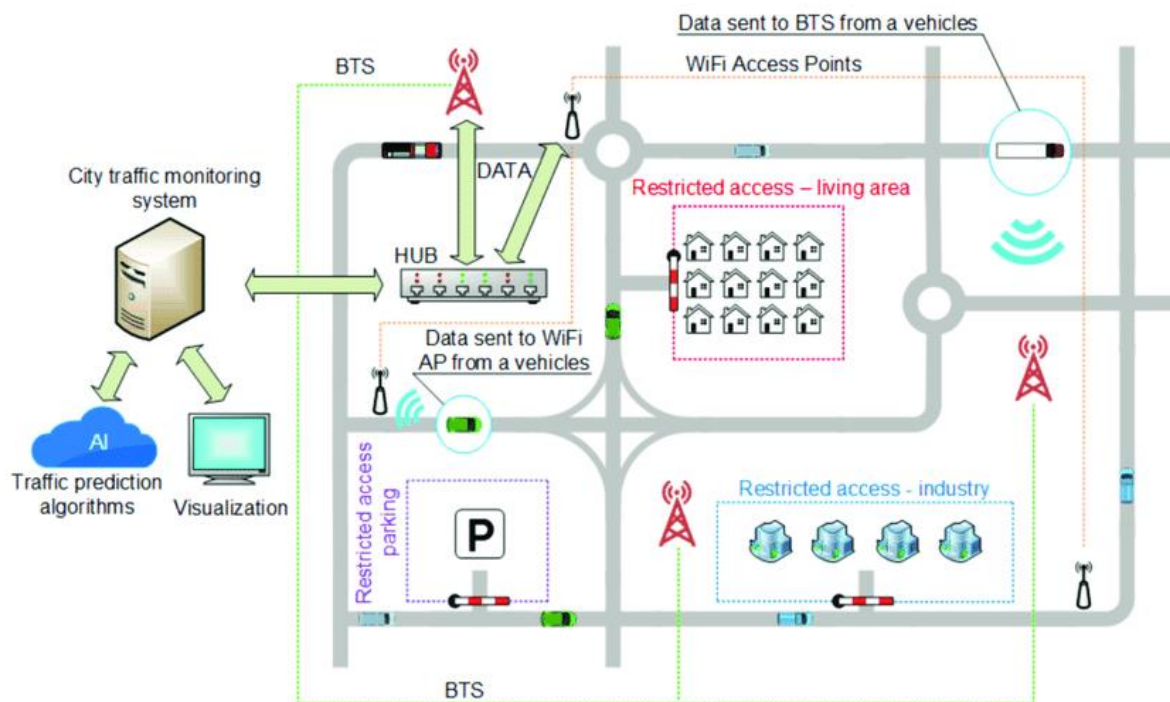 Data sent to BTS from a vehicles
BTS
WiFi Access Points
City traffic monitoring
system
DATA
Restricted access – living area
HUB
Data sent to WiFi
AP from a vehicles
AI
Traffic prediction
algorithms
Visualization
Restricted access
parking
P
Restricted access - industry
BTS